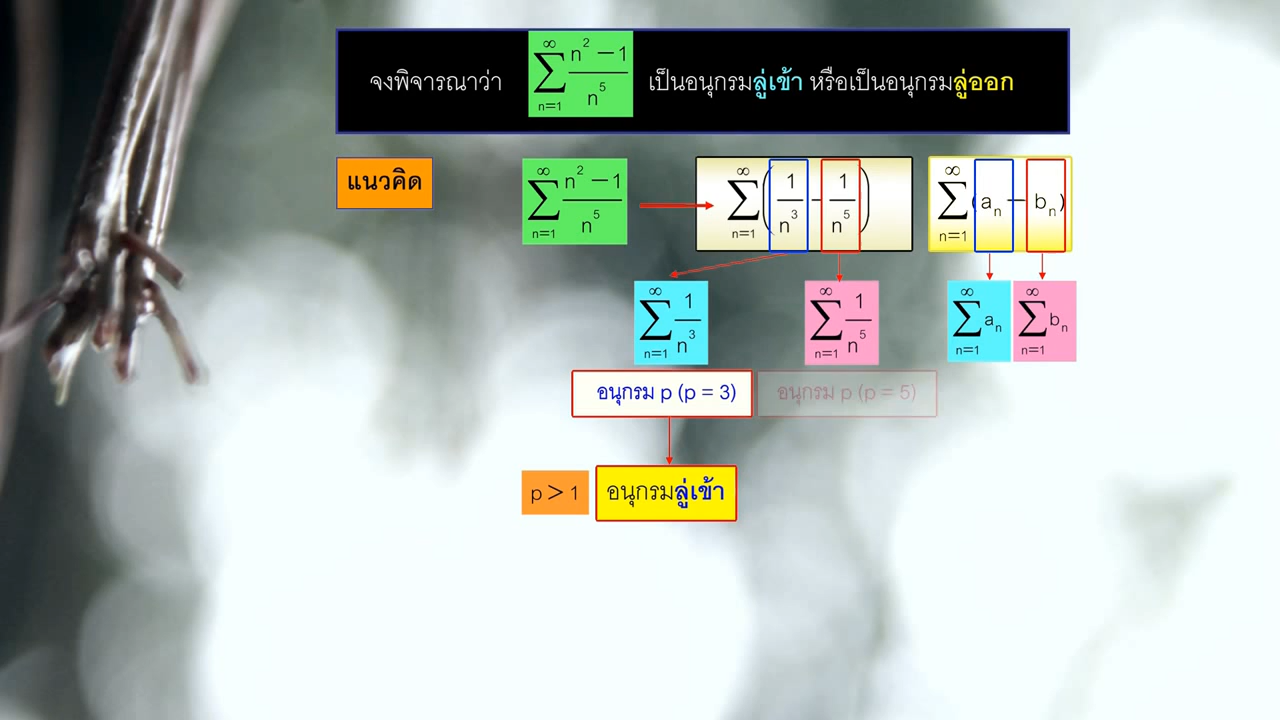 จงพิจารณาว่า ∑_{n=1}^{∞} (n² − 1)/n⁵ เป็นอนุกรมลู่เข้า หรือเป็นอนุกรมลู่ออก
แนวคิด
∑_{n=1}^{∞} (n² − 1)/n⁵ ∑_{n=1}^{∞} (1/n³ − 1/n⁵) ∑_{n=1}^{∞} (aₙ − bₙ)
∑_{n=1}^{∞} 1/n³ ∑_{n=1}^{∞} 1/n⁵ ∑_{n=1}^{∞} aₙ ∑_{n=1}^{∞} bₙ
อนุกรม p (p = 3) อนุกรม p (p = 5)
p > 1 อนุกรมลู่เข้า